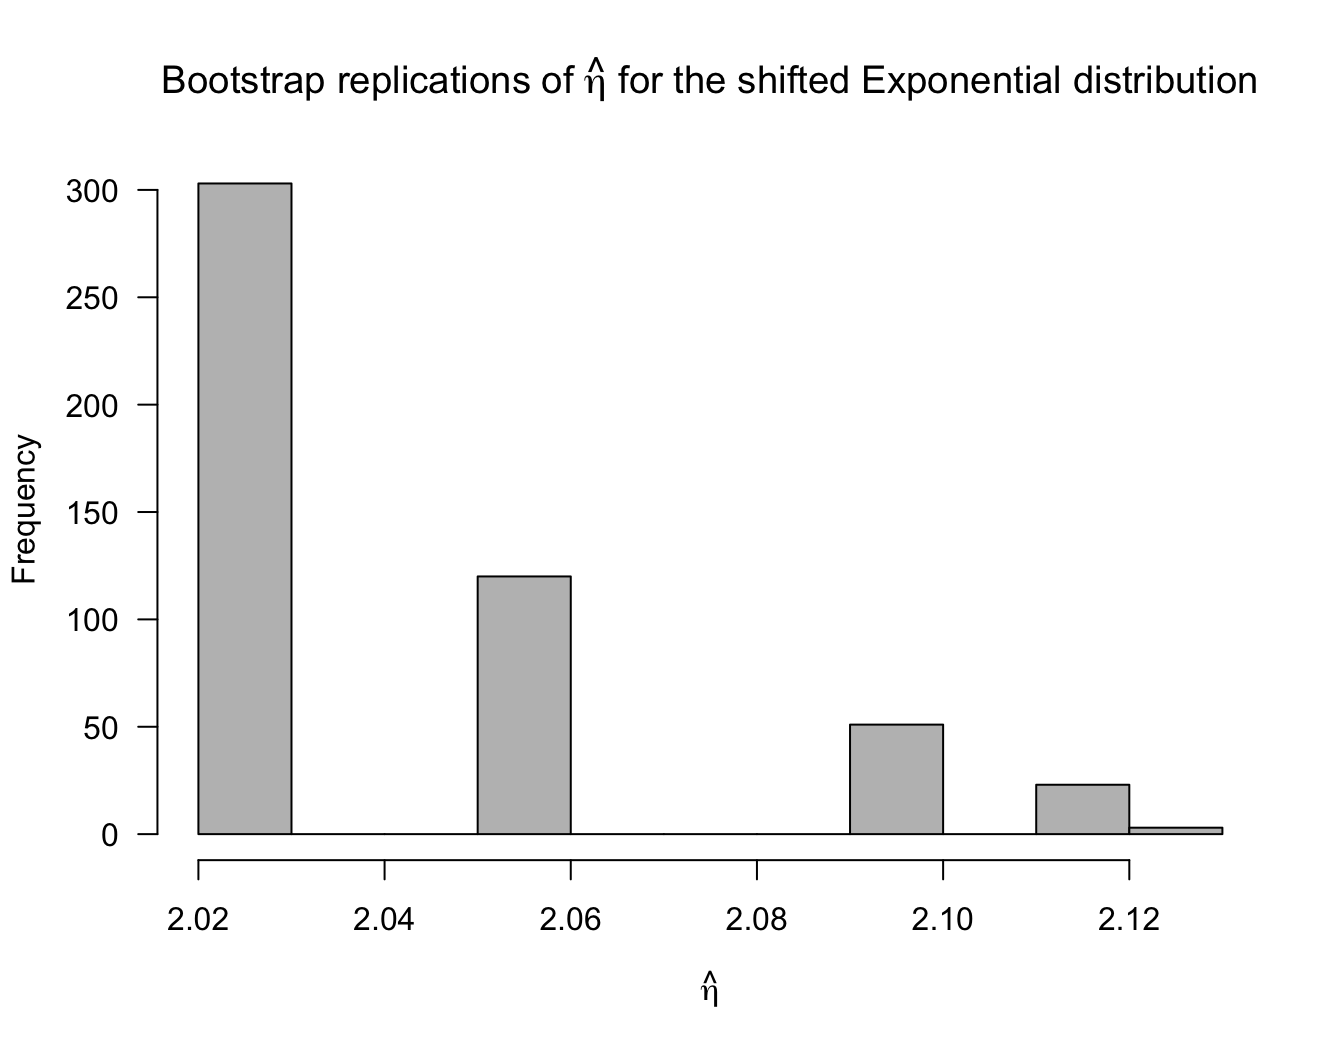 Bootstrap replications of η̂ for the shifted Exponential distribution
300
250
200
150
100
50
0
Frequency
2.02 2.04 2.06 2.08 2.10 2.12
η̂